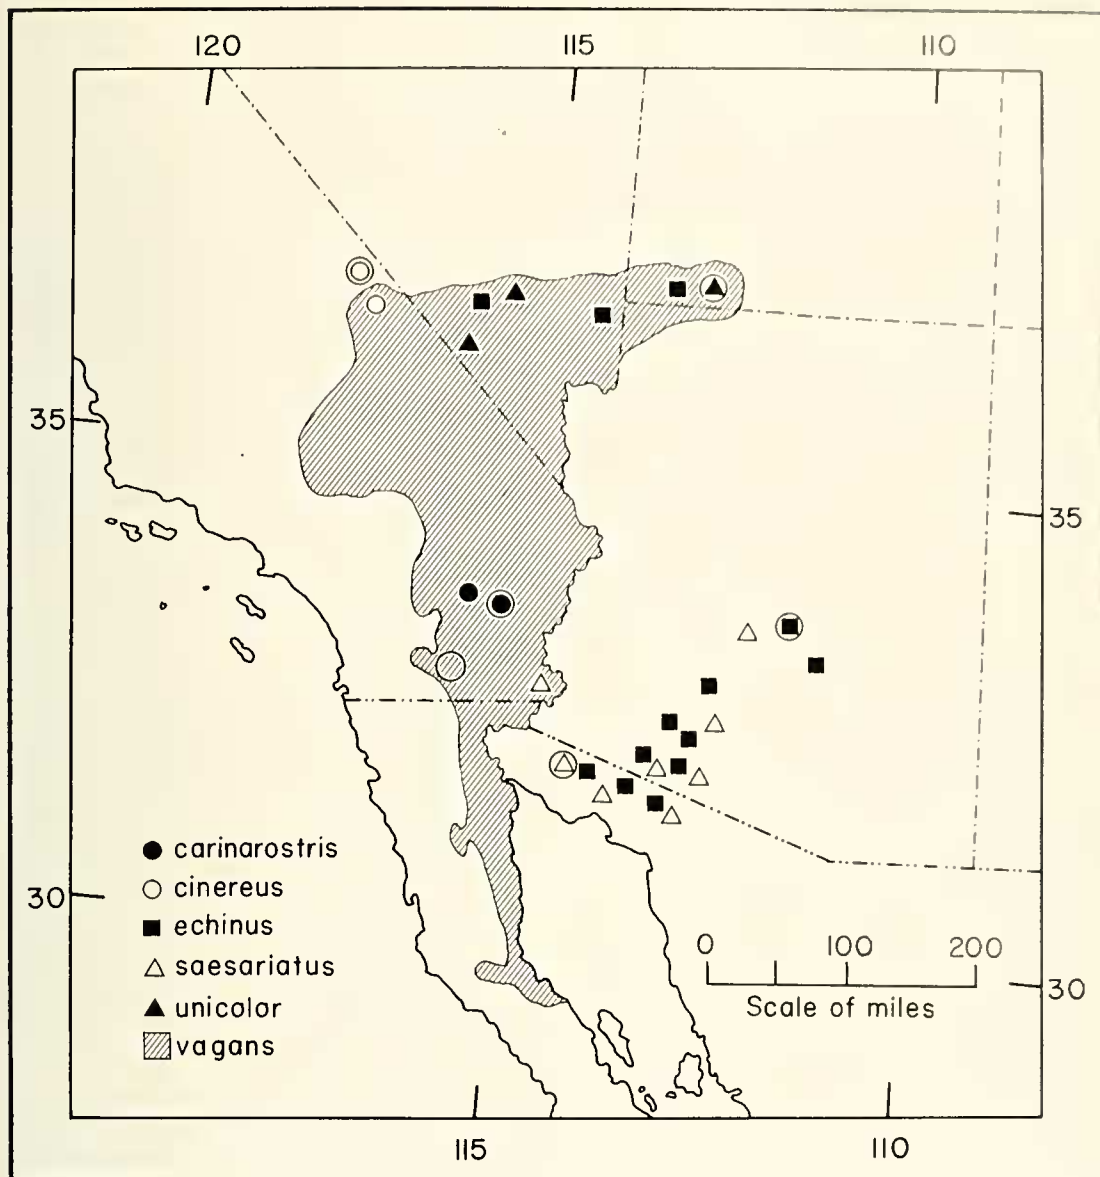 120 115 110
35
35
30
30
carinarostris
cinereus
echinus
saesariatus
unicolor
vagans
0 100 200
Scale of miles
115 110